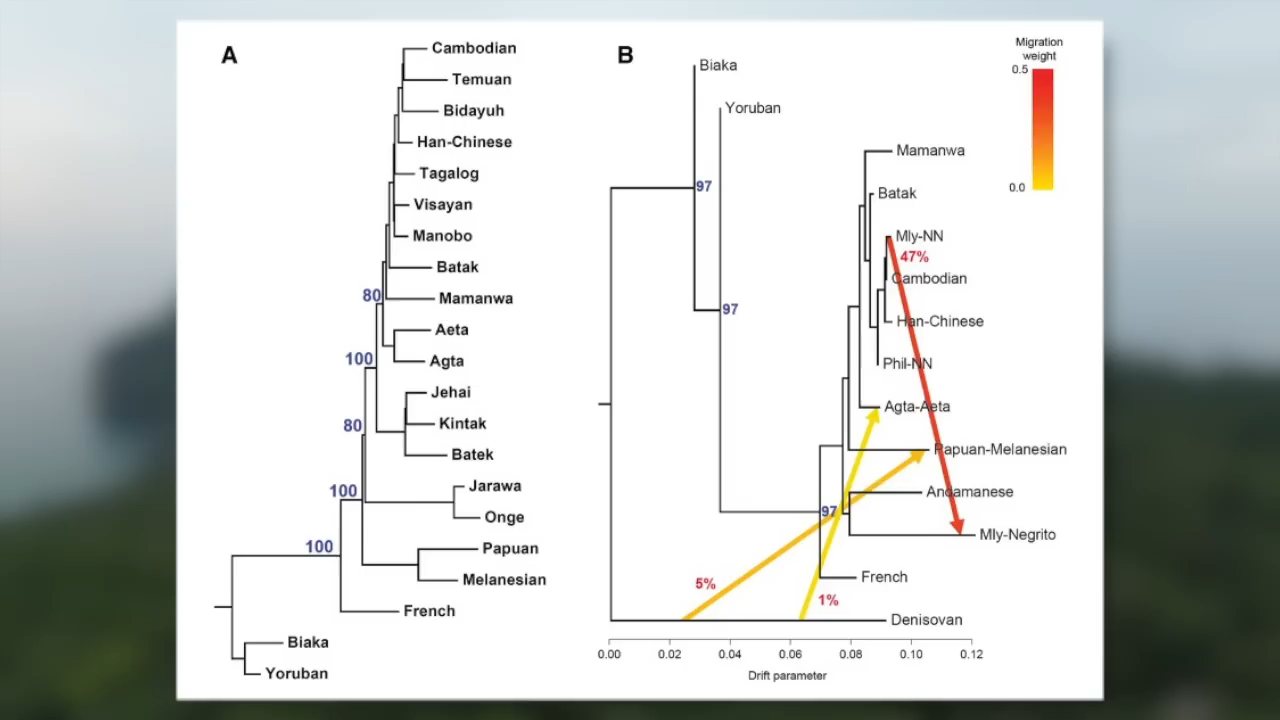 A
Cambodian
Temuan
Bidayuh
Han-Chinese
Tagalog
Visayan
Manobo
Batak
80
Mamanwa
Aeta
100
Agta
Jehai
80
Kintak
Batek
100
Jarawa
Onge
100
Papuan
Melanesian
French
Biaka
Yoruban
B
Migration
weight
0.5
0.0
Biaka
Yoruban
Mamanwa
97
Batak
Mly-NN
47%
Cambodian
97
Han-Chinese
Phil-NN
Agta-Aeta
Papuan-Melanesian
Andamanese
97
Mly-Negrito
French
5%
1%
Denisovan
0.00 0.02 0.04 0.06 0.08 0.10 0.12
Drift parameter